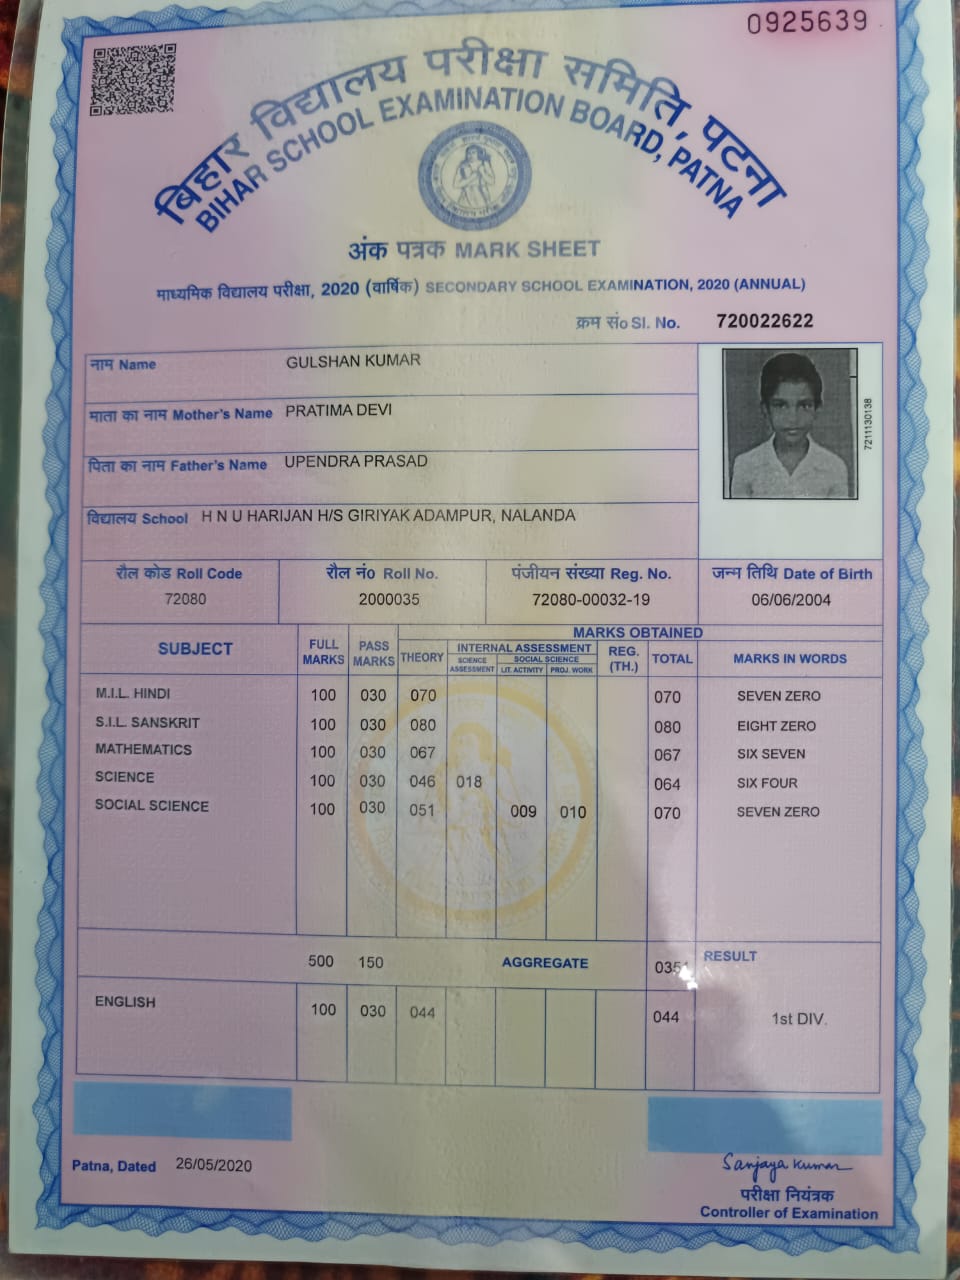 0925639
बिहार विद्यालय परीक्षा समिति, पटना
BIHAR SCHOOL EXAMINATION BOARD, PATNA
अंक पत्रक MARK SHEET
माध्यमिक विद्यालय परीक्षा, 2020 (वार्षिक) SECONDARY SCHOOL EXAMINATION, 2020 (ANNUAL)
क्रम सं० Sl. No. 720022622
नाम Name GULSHAN KUMAR
माता का नाम Mother's Name PRATIMA DEVI
पिता का नाम Father's Name UPENDRA PRASAD
विद्यालय School H N U HARIJAN H/S GIRIYAK ADAMPUR, NALANDA
7211130138
रौल कोड Roll Code रौल नं० Roll No. पंजीयन संख्या Reg. No. जन्म तिथि Date of Birth
72080 2000035 72080-00032-19 06/06/2004
SUBJECT FULL MARKS PASS MARKS MARKS OBTAINED
THEORY INTERNAL ASSESSMENT REG. (TH.) TOTAL MARKS IN WORDS
SCIENCE ASSESSMENT SOCIAL SCIENCE
LIT. ACTIVITY PROJ. WORK
M.I.L. HINDI 100 030 070 070 SEVEN ZERO
S.I.L. SANSKRIT 100 030 080 080 EIGHT ZERO
MATHEMATICS 100 030 067 067 SIX SEVEN
SCIENCE 100 030 046 018 064 SIX FOUR
SOCIAL SCIENCE 100 030 051 009 010 070 SEVEN ZERO
500 150 AGGREGATE 0351 RESULT
ENGLISH 100 030 044 044 1st DIV.
Patna, Dated 26/05/2020
Sanjaya Kumar
परीक्षा नियंत्रक
Controller of Examination